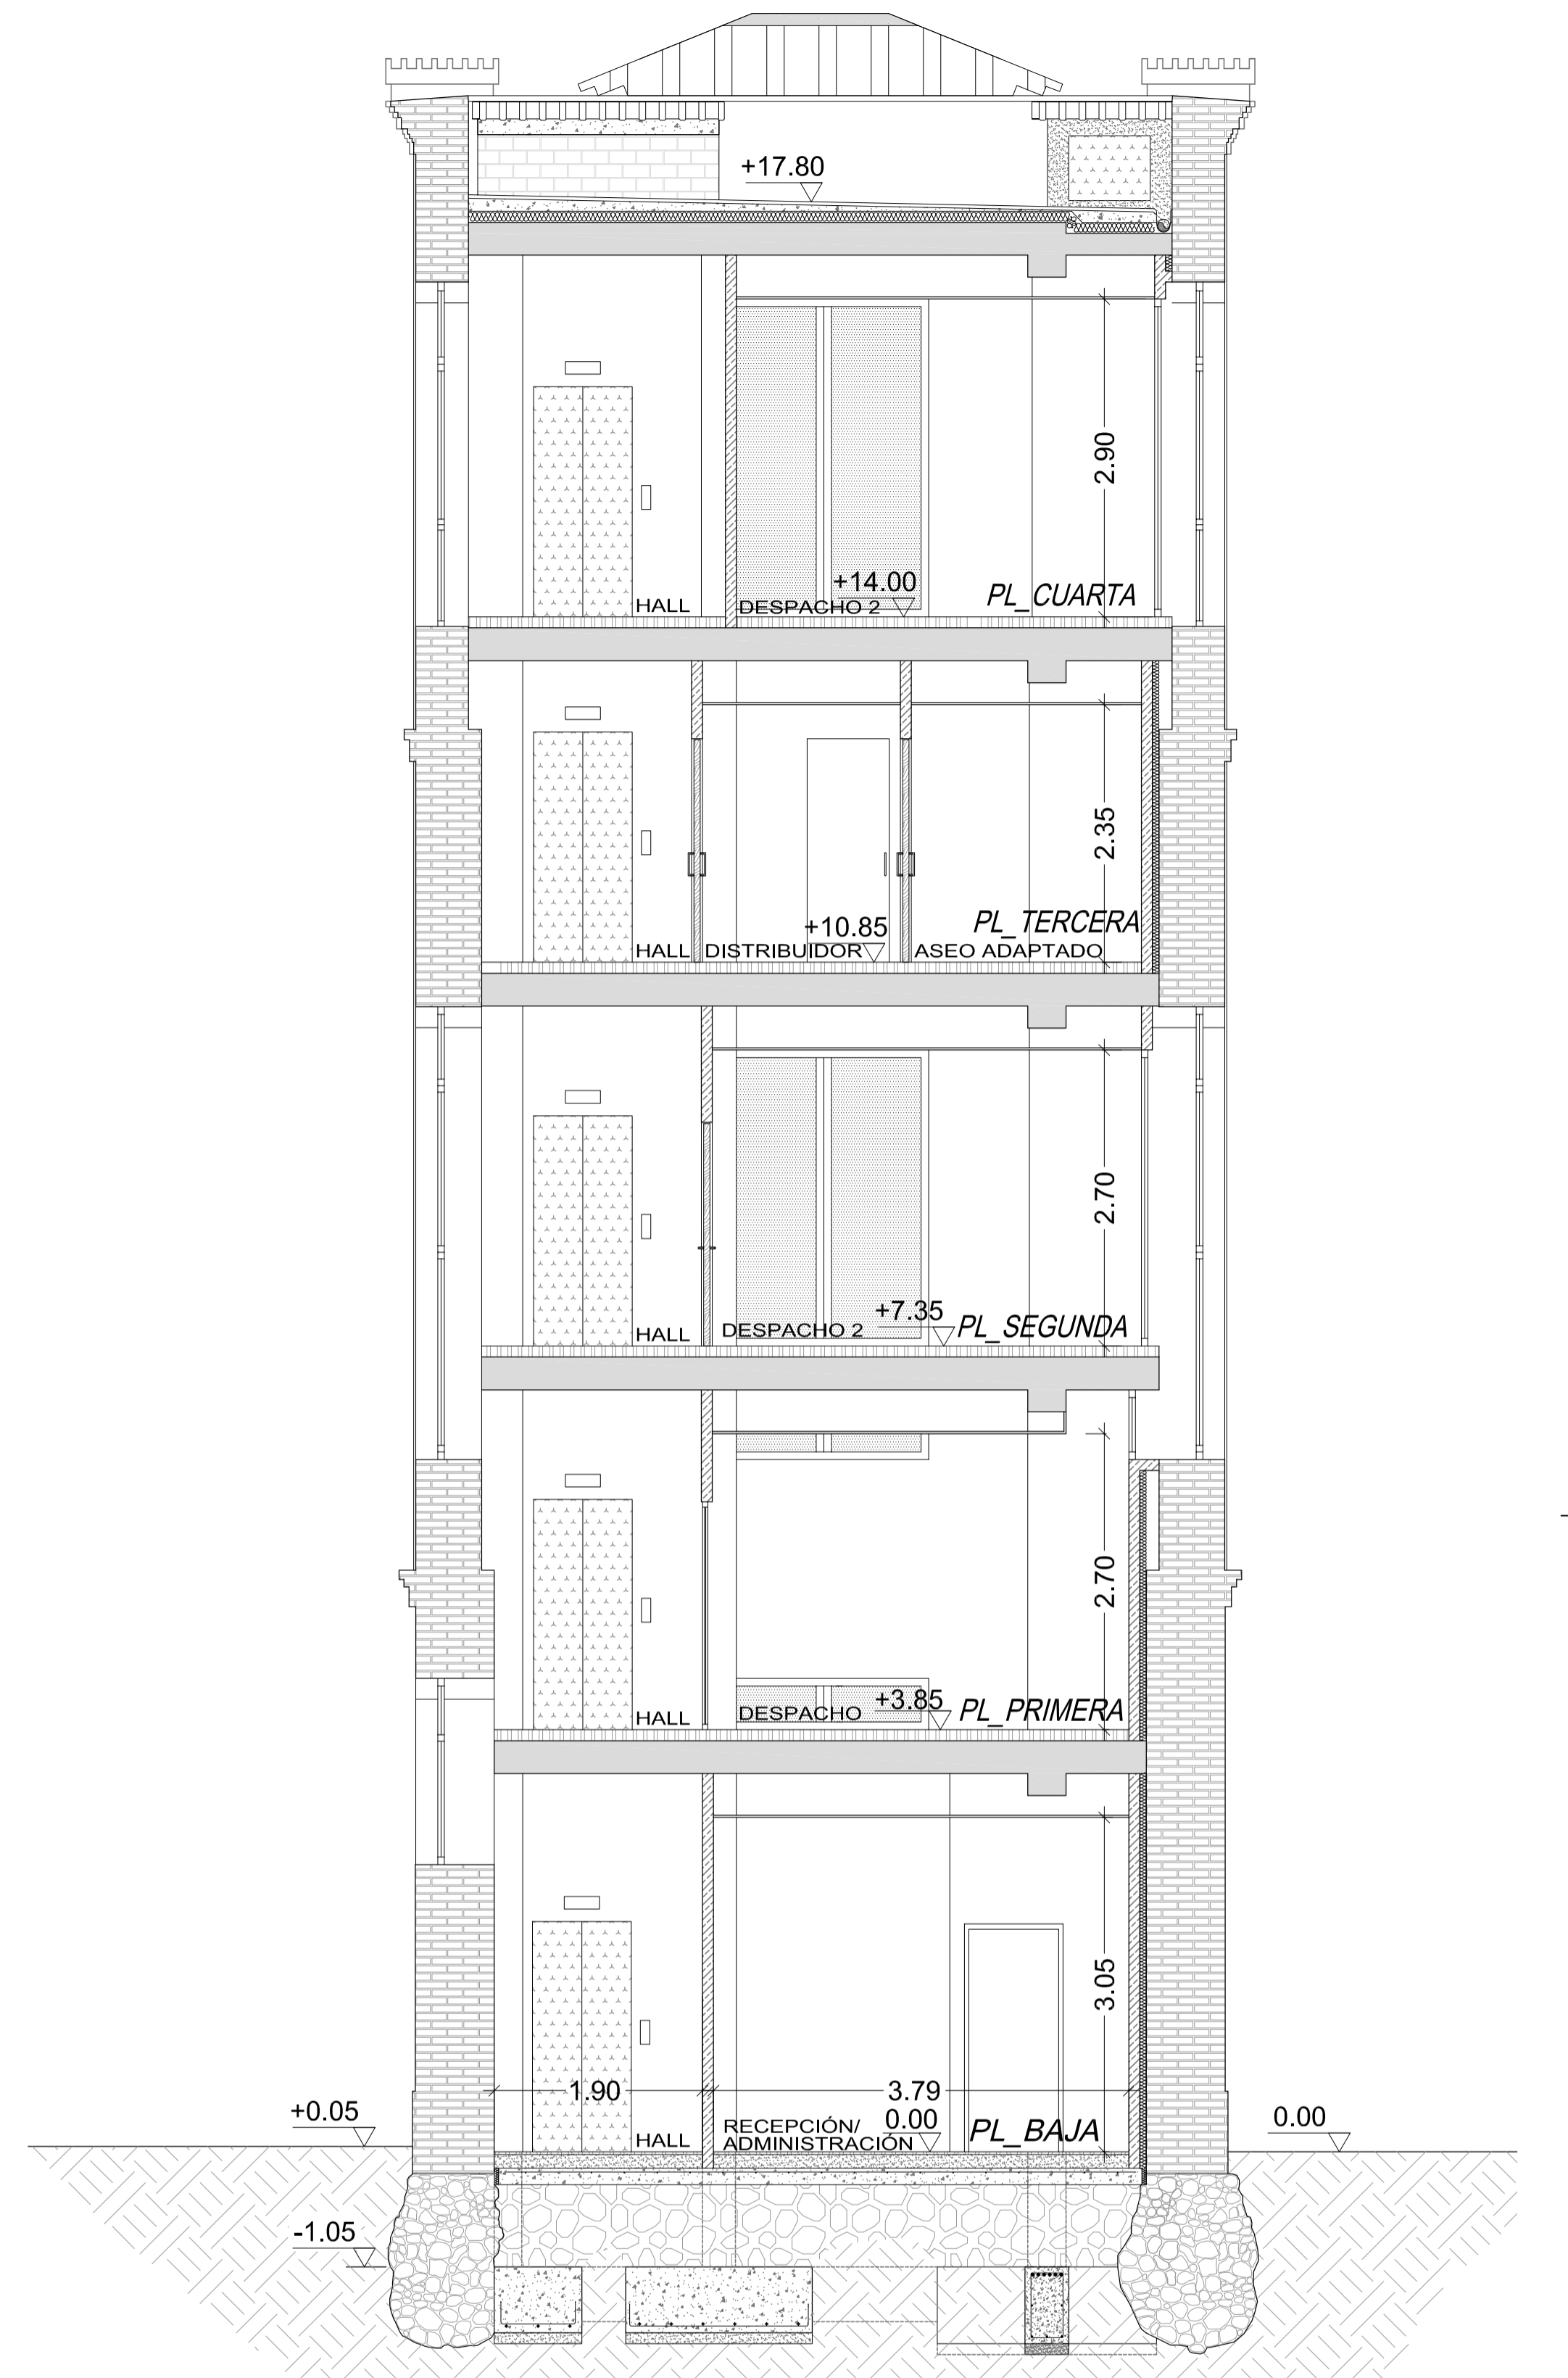 +17.80
2.90
+14.00
PL_CUARTA
HALL
DESPACHO 2
2.35
+10.85
PL_TERCERA
HALL
DISTRIBUIDOR
ASEO ADAPTADO
2.70
+7.35
PL_SEGUNDA
HALL
DESPACHO 2
2.70
+3.85
PL_PRIMERA
HALL
DESPACHO
3.05
1.90
3.79
+0.05
0.00
0.00
RECEPCIÓN/
HALL
ADMINISTRACIÓN
PL_BAJA
-1.05